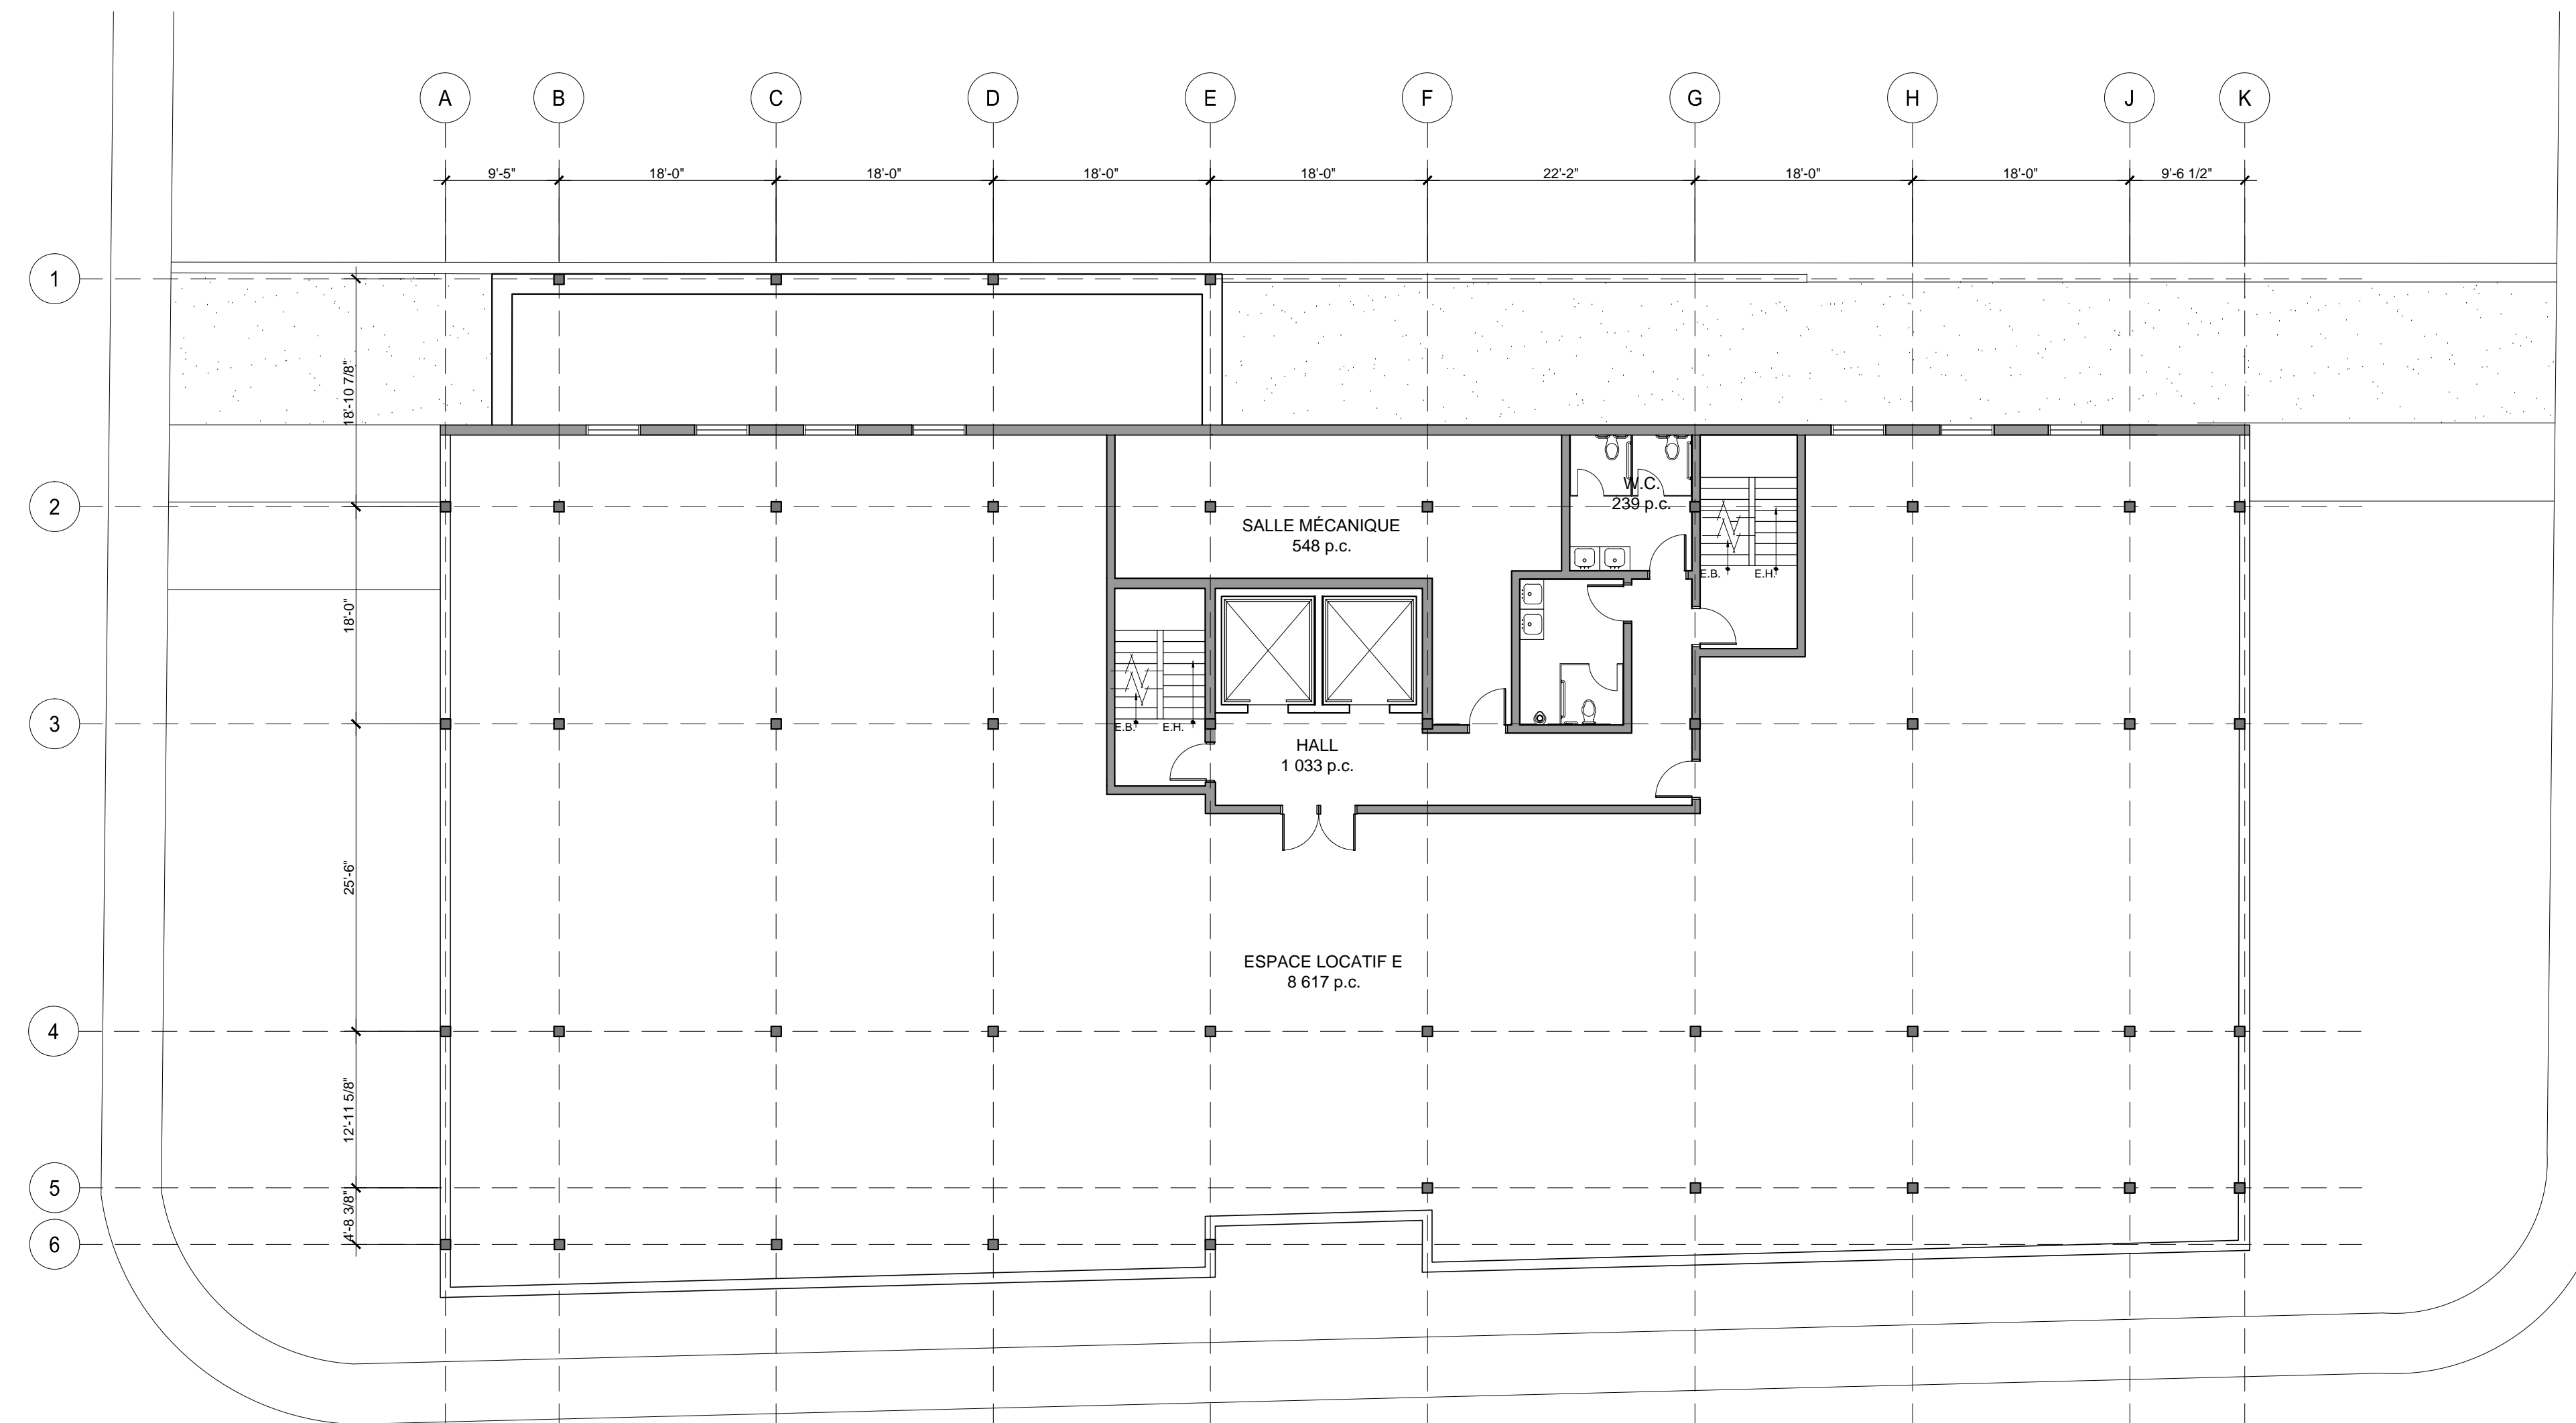 A B C D E F G H J K
9'-5" 18'-0" 18'-0" 18'-0" 18'-0" 22'-2" 18'-0" 18'-0" 9'-6 1/2"
1
18'-10 7/8"
2
W.C.
239 p.c.
SALLE MÉCANIQUE
548 p.c.
E.B. E.H.
18'-0"
3
E.B. E.H.
HALL
1 033 p.c.
25'-6"
ESPACE LOCATIF E
8 617 p.c.
4
12'-11 5/8"
5
4'-8 3/8"
6